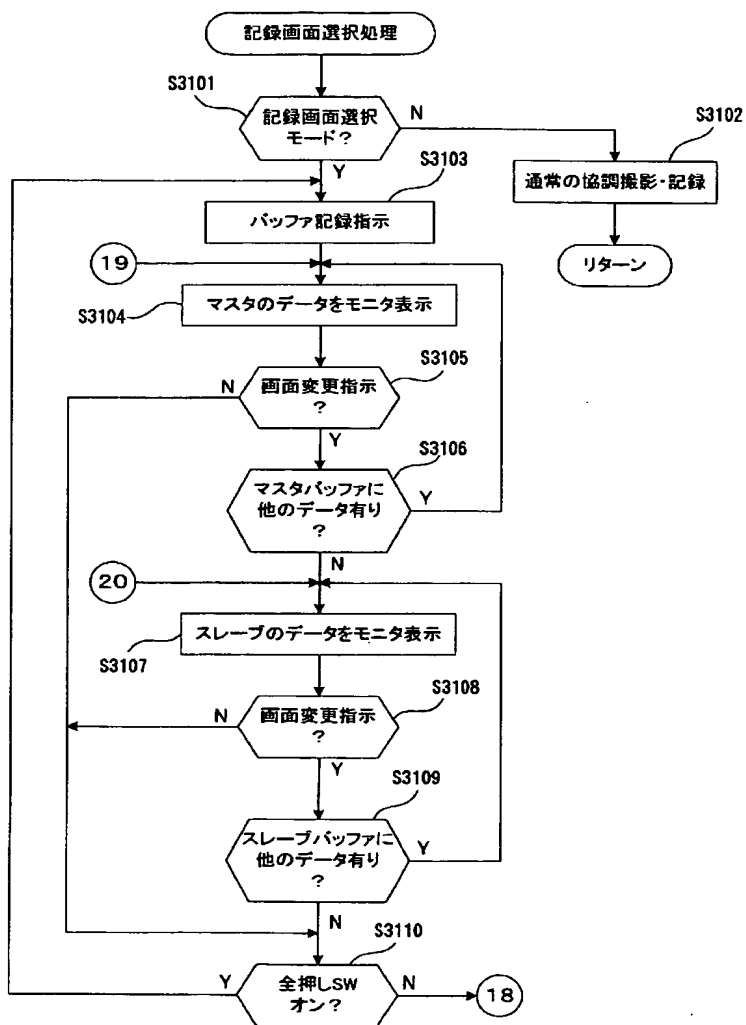 記録画面選択処理
S3101
記録画面選択
モード?
N
S3102
Y
S3103
通常の協調撮影・記録
バッファ記録指示
19
リターン
マスタのデータをモニタ表示
S3104
S3105
N
画面変更指示
?
Y
S3106
マスタバッファに
他のデータ有り
?
Y
N
20
スレーブのデータをモニタ表示
S3107
S3108
N
画面変更指示
?
Y
S3109
スレーブバッファに
他のデータ有り
?
Y
N
S3110
Y
全押しSW
オン?
N
18